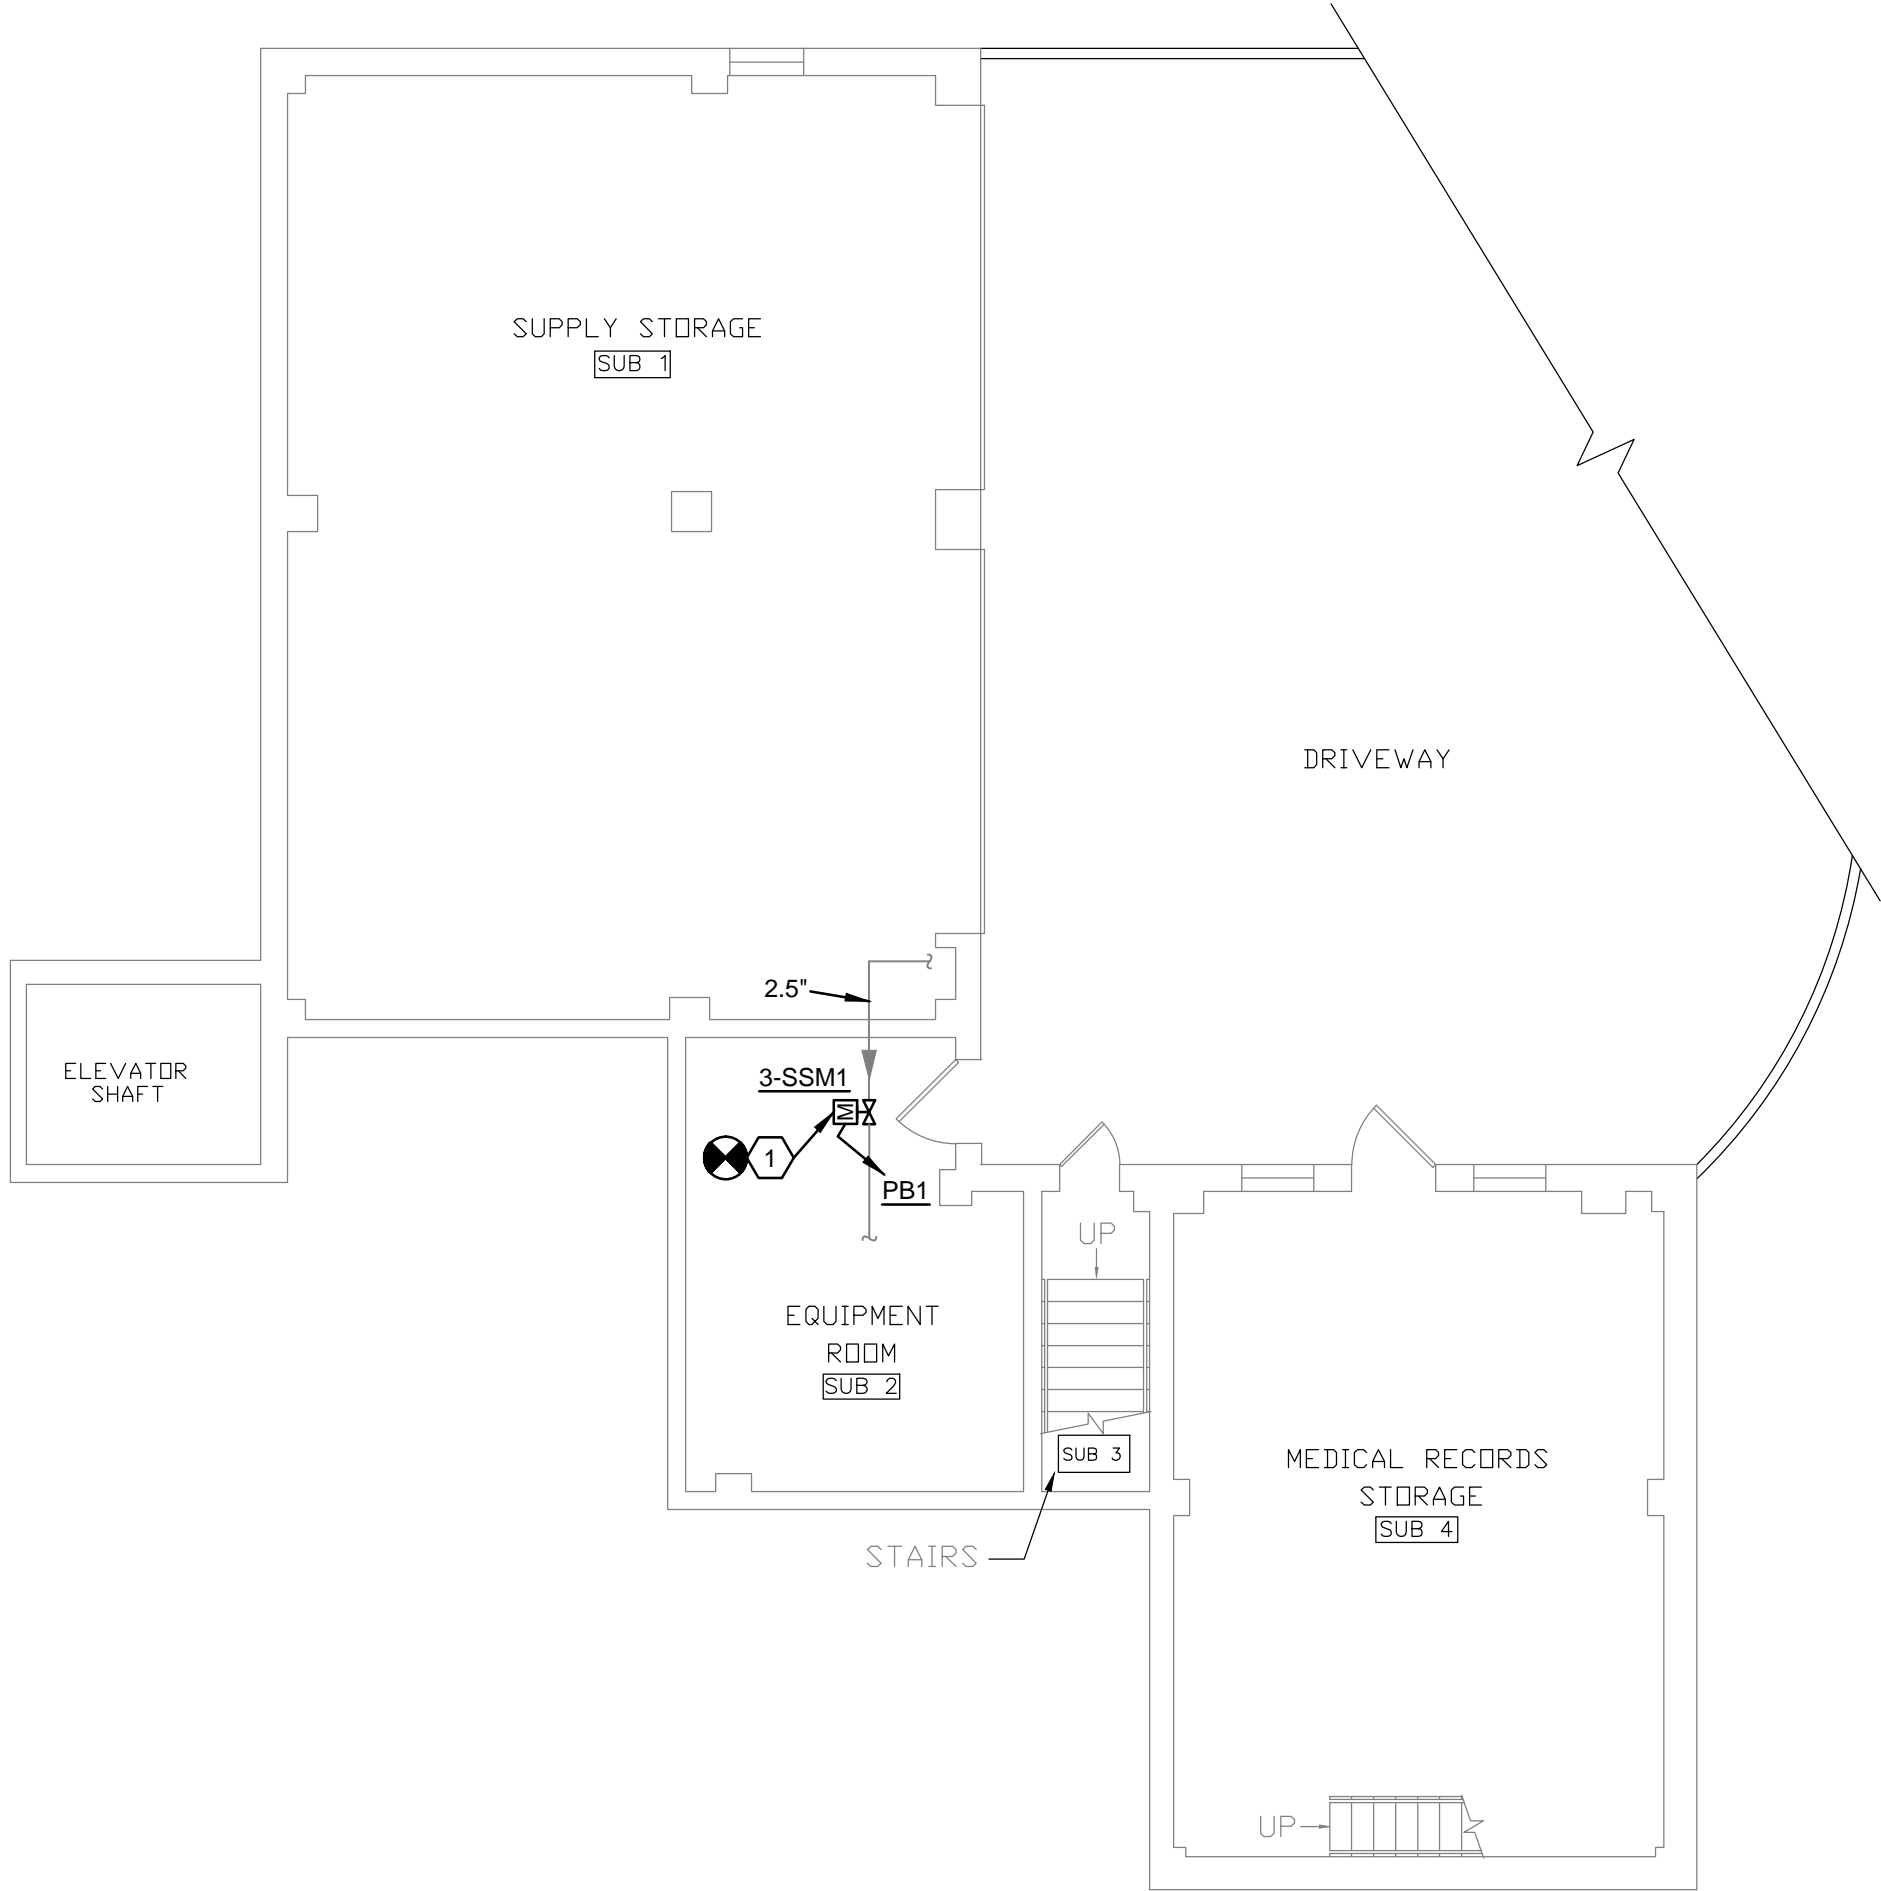 SUPPLY STORAGE
SUB 1
DRIVEWAY
2.5"
ELEVATOR
SHAFT
3-SSM1
M
1
PB1
UP
EQUIPMENT
ROOM
SUB 2
SUB 3
MEDICAL RECORDS
STORAGE
SUB 4
STAIRS
UP